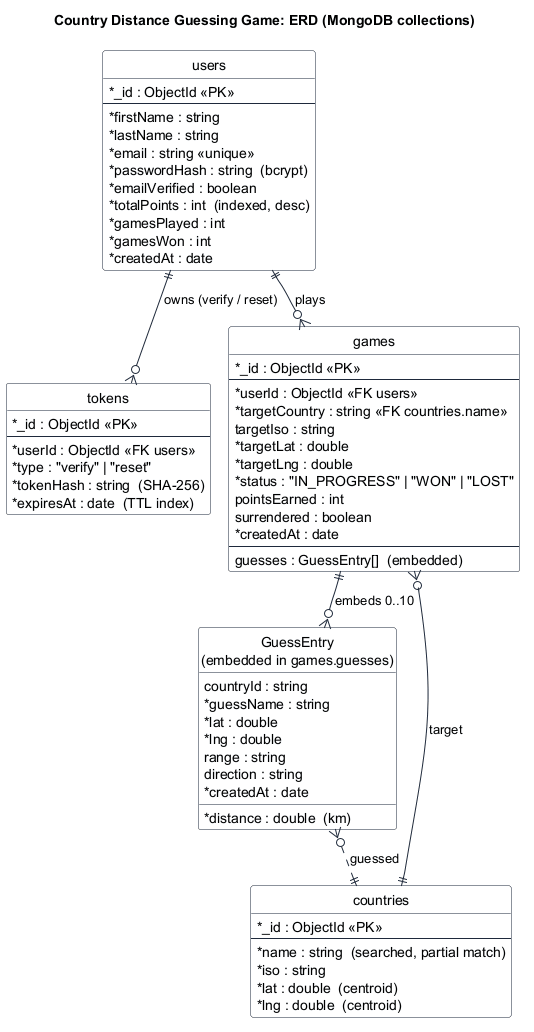 Country Distance Guessing Game: ERD (MongoDB collections)
users
*_id : ObjectId «PK»
*firstName : string
*lastName : string
*email : string «unique»
*passwordHash : string  (bcrypt)
*emailVerified : boolean
*totalPoints : int  (indexed, desc)
*gamesPlayed : int
*gamesWon : int
*createdAt : date
owns (verify / reset)
plays
tokens
*_id : ObjectId «PK»
*userId : ObjectId «FK users»
*type : "verify" | "reset"
*tokenHash : string  (SHA-256)
*expiresAt : date  (TTL index)
games
*_id : ObjectId «PK»
*userId : ObjectId «FK users»
*targetCountry : string «FK countries.name»
targetIso : string
*targetLat : double
*targetLng : double
*status : "IN_PROGRESS" | "WON" | "LOST"
pointsEarned : int
surrendered : boolean
*createdAt : date
guesses : GuessEntry[]  (embedded)
embeds 0..10
GuessEntry
(embedded in games.guesses)
countryId : string
*guessName : string
*lat : double
*lng : double
range : string
direction : string
*createdAt : date
*distance : double  (km)
target
guessed
countries
*_id : ObjectId «PK»
*name : string  (searched, partial match)
*iso : string
*lat : double  (centroid)
*lng : double  (centroid)